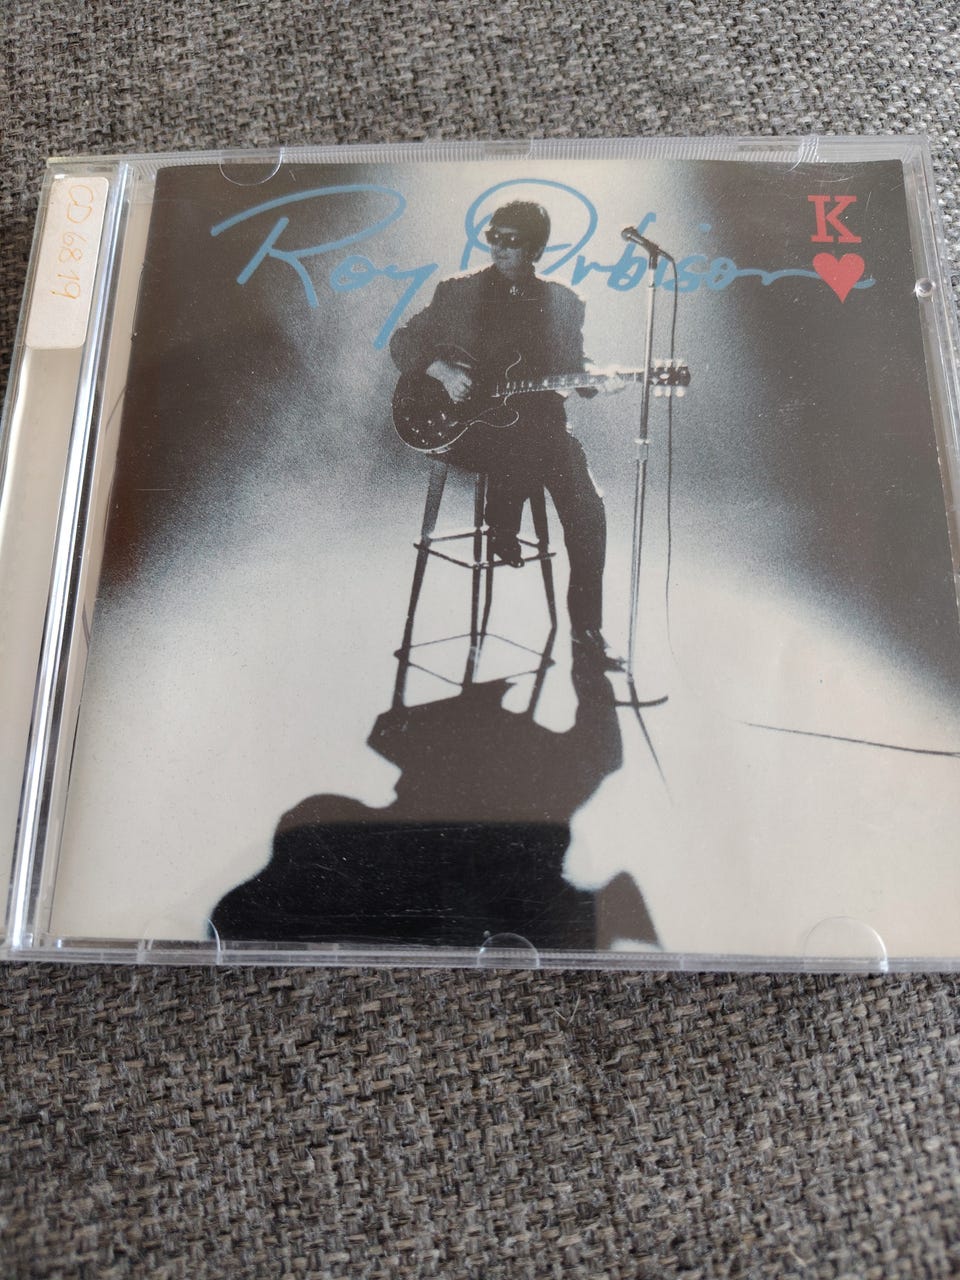 Roy Orbison
K
CD 6819